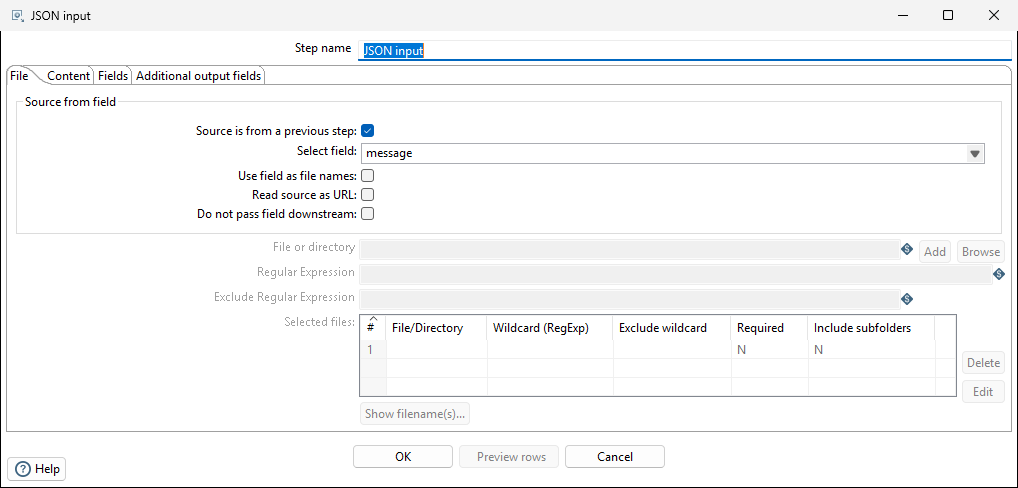 JSON input
Step name JSON input
File Content Fields Additional output fields
Source from field
Source is from a previous step:
Select field: message
Use field as file names:
Read source as URL:
Do not pass field downstream:
File or directory Add Browse
Regular Expression
Exclude Regular Expression
Selected files: # File/Directory Wildcard (RegExp) Exclude wildcard Required Include subfolders
1 N N
Delete
Edit
Show filename(s)...
OK Preview rows Cancel
Help